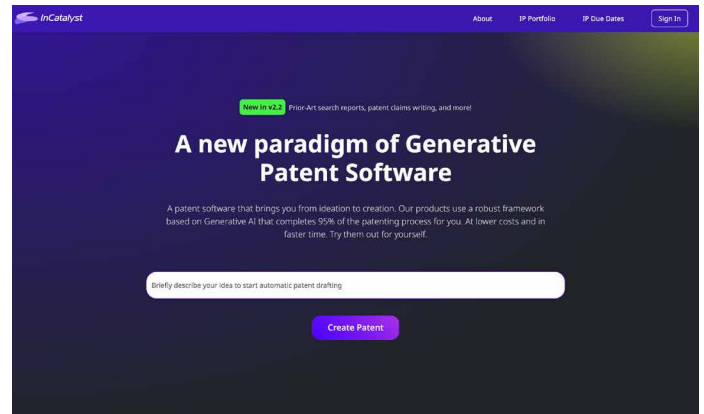 InCatalyst
About IP Portfolio IP Due Dates Sign In
New in v2.2 Prior-Art search reports, patent claims writing, and more!
A new paradigm of Generative
Patent Software
A patent software that brings you from ideation to creation. Our products use a robust framework
based on Generative AI that completes 95% of the patenting process for you. At lower costs and in
faster time. Try them out for yourself.
Briefly describe your idea to start automatic patent drafting
Create Patent